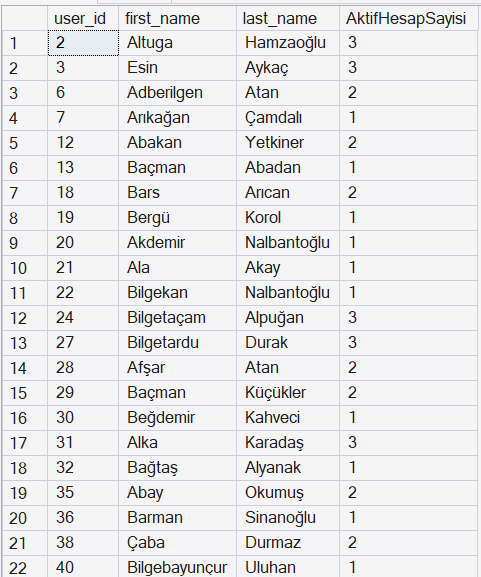 user_id first_name last_name AktifHesapSayisi
1 2 Altuga Hamzaoğlu 3
2 3 Esin Aykaç 3
3 6 Adberilgen Atan 2
4 7 Arıkağan Çamdalı 1
5 12 Abakan Yetkiner 2
6 13 Baçman Abadan 1
7 18 Bars Arıcan 2
8 19 Bergü Korol 1
9 20 Akdemir Nalbantoğlu 1
10 21 Ala Akay 1
11 22 Bilgekan Nalbantoğlu 1
12 24 Bilgetaçam Alpuğan 3
13 27 Bilgetardu Durak 3
14 28 Afşar Atan 2
15 29 Baçman Küçükler 2
16 30 Beğdemir Kahveci 1
17 31 Alka Karadaş 3
18 32 Bağtaş Alyanak 1
19 35 Abay Okumuş 2
20 36 Barman Sinanoğlu 1
21 38 Çaba Durmaz 2
22 40 Bilgebayunçur Uluhan 1